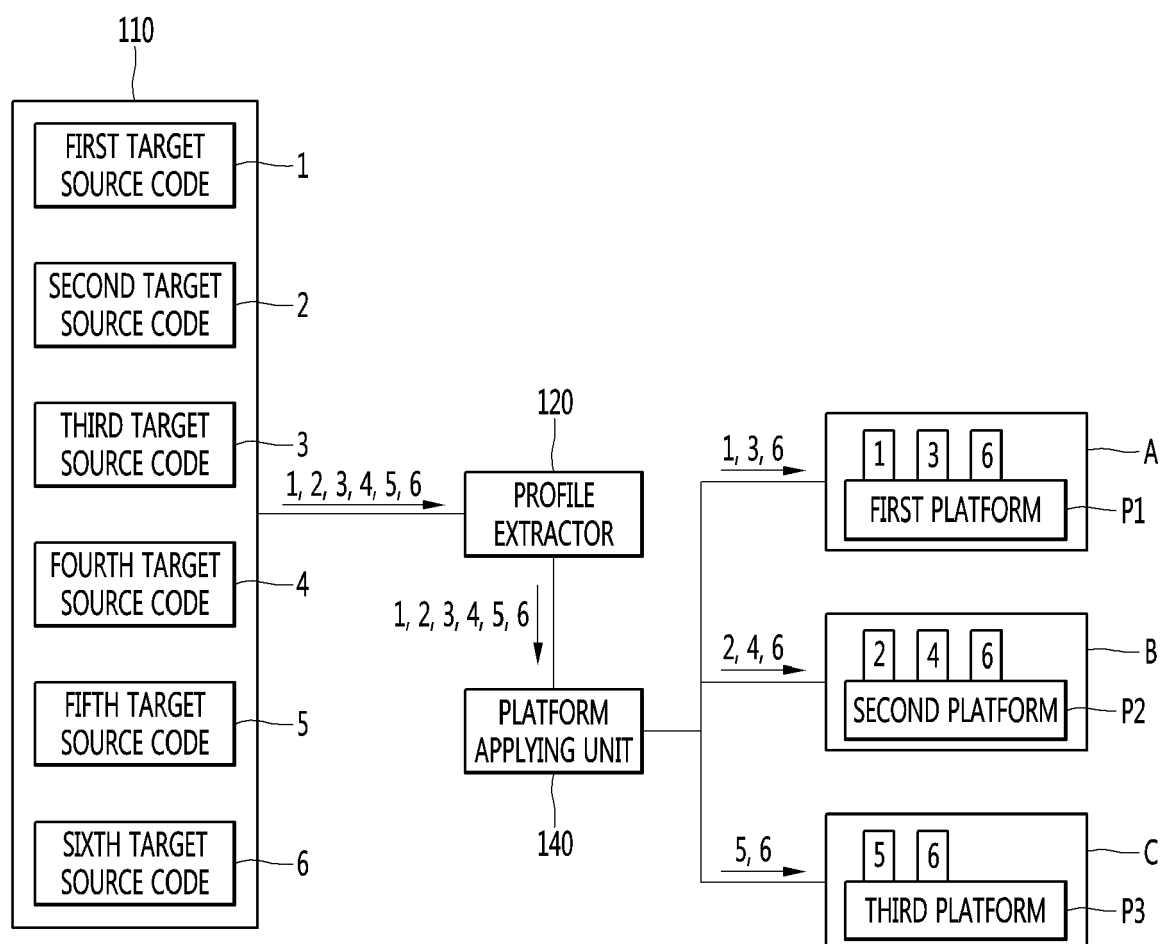 110
FIRST TARGET
SOURCE CODE
1
SECOND TARGET
SOURCE CODE
2
THIRD TARGET
SOURCE CODE
3
FOURTH TARGET
SOURCE CODE
4
FIFTH TARGET
SOURCE CODE
5
SIXTH TARGET
SOURCE CODE
6
1, 2, 3, 4, 5, 6
120
PROFILE
EXTRACTOR
1, 2, 3, 4, 5, 6
PLATFORM
APPLYING UNIT
140
1, 3, 6
1 3 6
FIRST PLATFORM
A
P1
2, 4, 6
2 4 6
SECOND PLATFORM
B
P2
5, 6
5 6
THIRD PLATFORM
C
P3